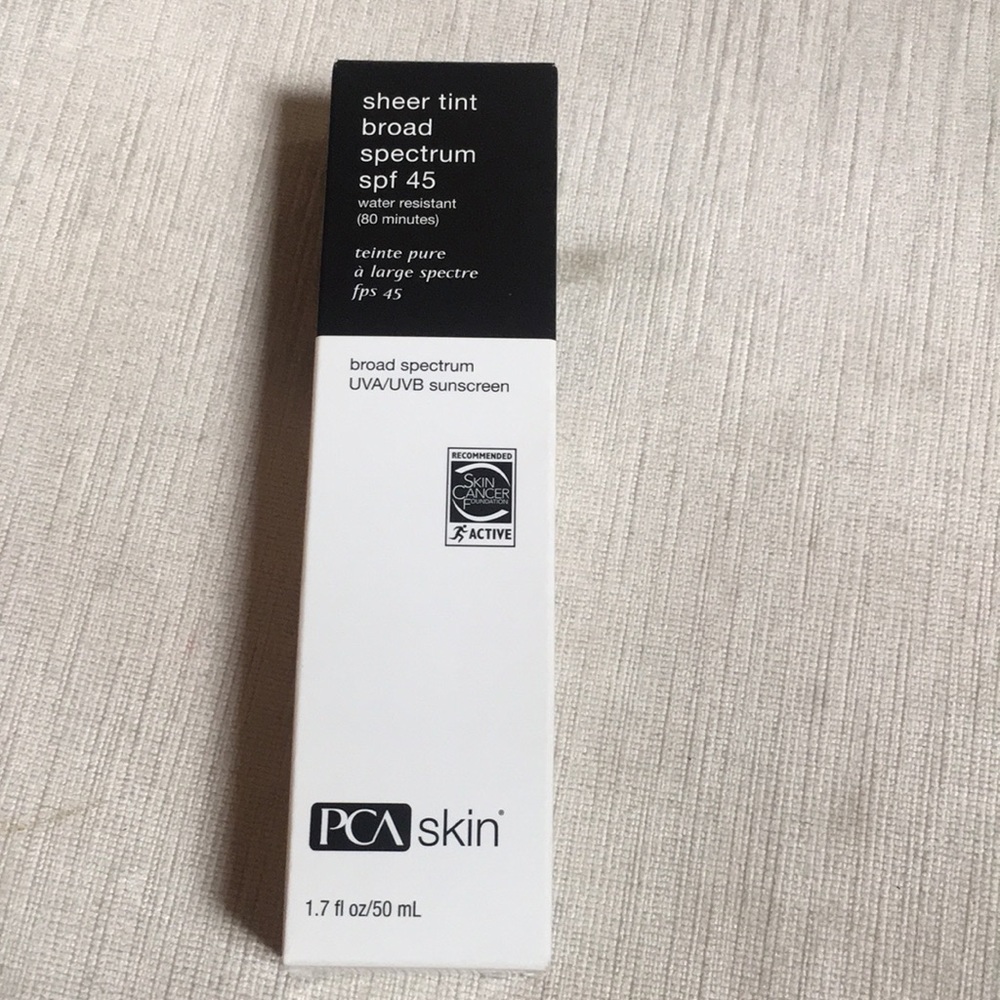 sheer tint
broad
spectrum
spf 45
water resistant
(80 minutes)
teinte pure
à large spectre
fps 45
broad spectrum
UVA/UVB sunscreen
RECOMMENDED
SKIN
CANCER
FOUNDATION
ACTIVE
PCA skin®
1.7 fl oz/50 mL